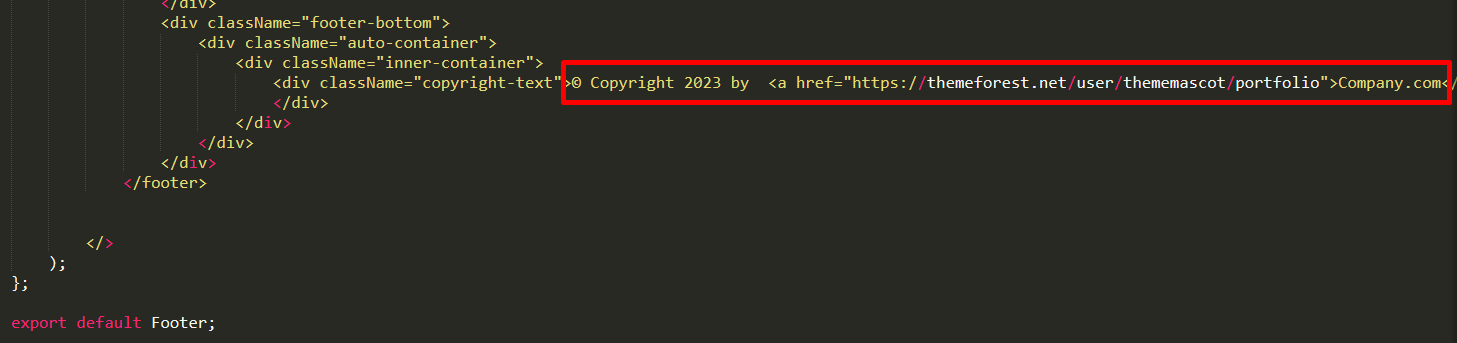 </div>
<div className="footer-bottom">
<div className="auto-container">
<div className="inner-container">
<div className="copyright-text">© Copyright 2023 by  <a href="https://themeforest.net/user/thememascot/portfolio">Company.com</
</div>
</div>
</div>
</div>
</footer>
</>
);
};
export default Footer;